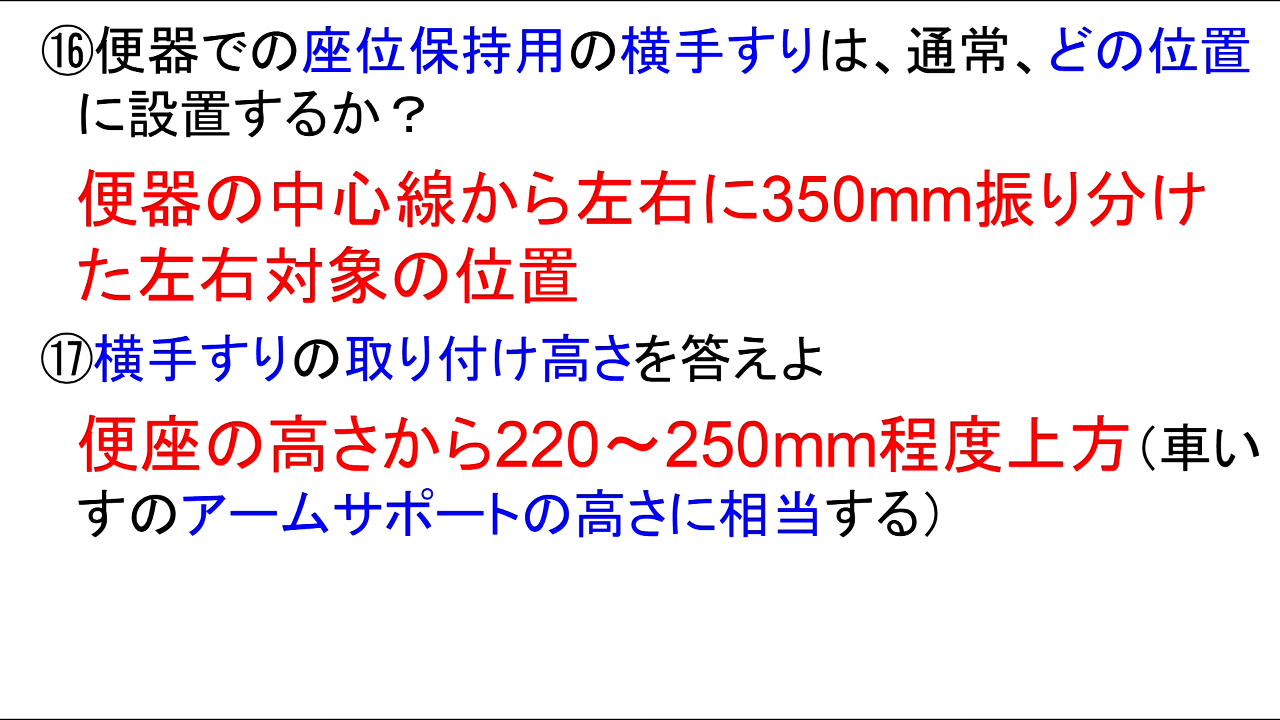 ⑯便器での座位保持用の横手すりは、通常、どの位置
に設置するか？
便器の中心線から左右に350mm振り分け
た左右対象の位置
⑰横手すりの取り付け高さを答えよ
便座の高さから220～250mm程度上方（車い
すのアームサポートの高さに相当する）